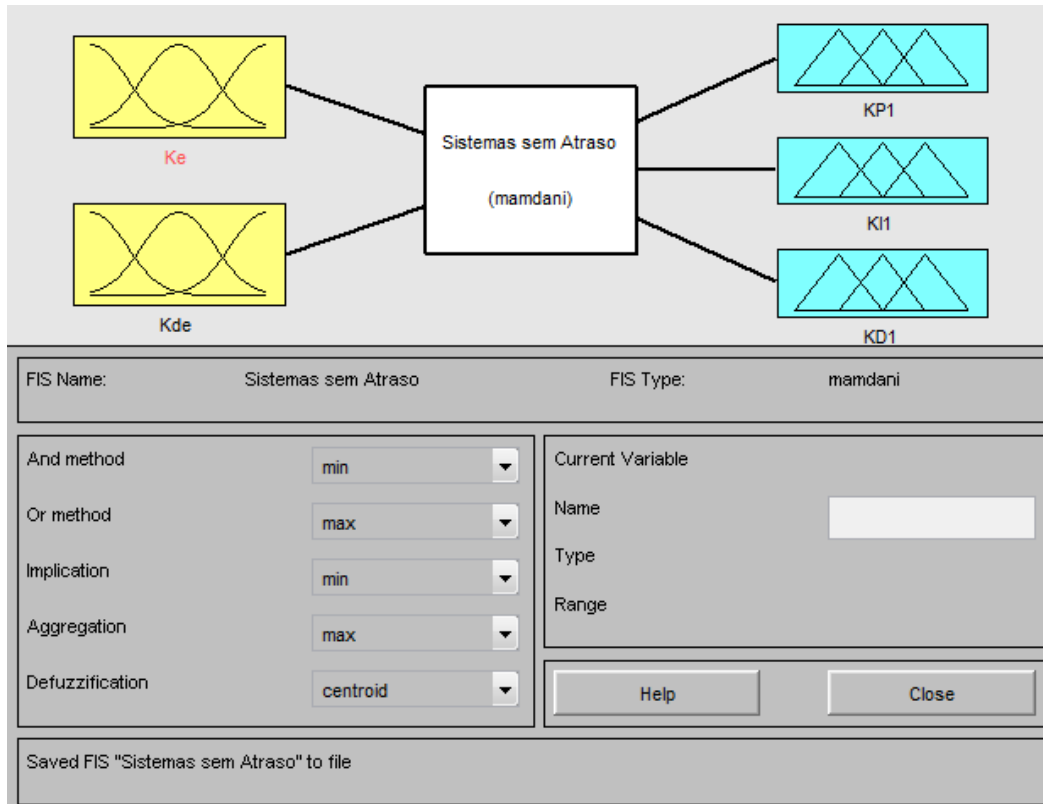 Ke
Kde
Sistemas sem Atraso
(mamdani)
KP1
KI1
KD1
FIS Name: Sistemas sem Atraso FIS Type: mamdani
And method min
Or method max
Implication min
Aggregation max
Defuzzification centroid
Current Variable
Name
Type
Range
Help Close
Saved FIS "Sistemas sem Atraso" to file